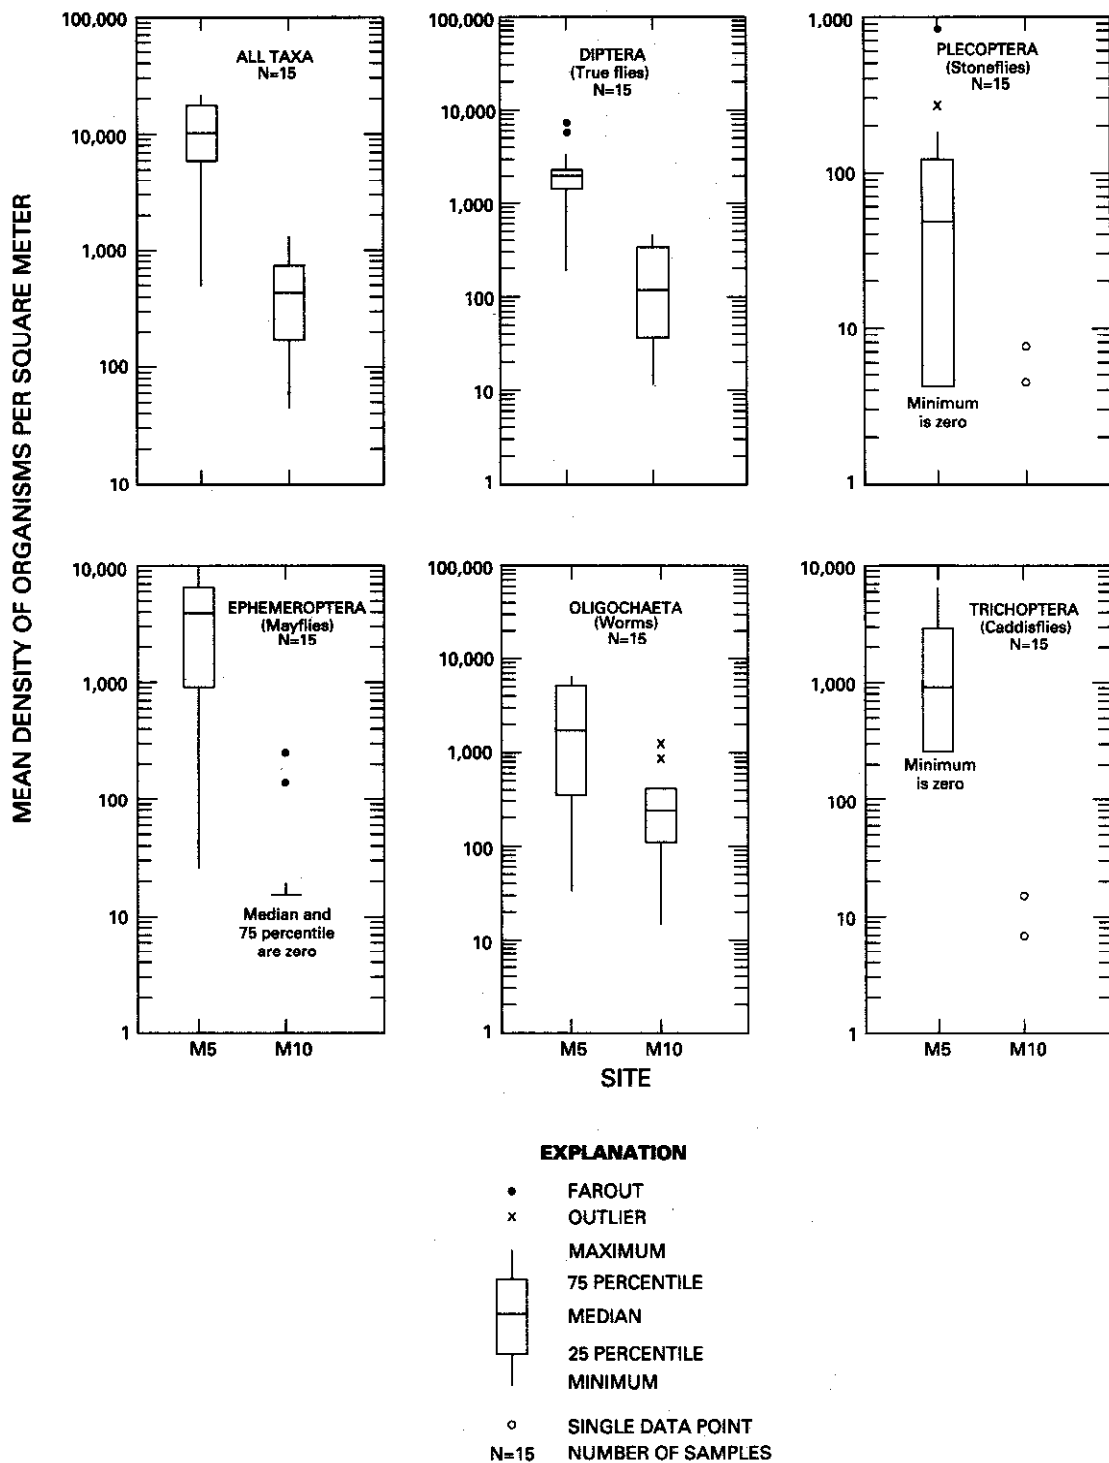 MEAN DENSITY OF ORGANISMS PER SQUARE METER
100,000
10,000
1,000
100
10
ALL TAXA
N=15
100,000
10,000
1,000
100
10
1
DIPTERA
(True flies)
N=15
1,000
100
10
1
PLECOPTERA
(Stoneflies)
N=15
Minimum
is zero
10,000
1,000
100
10
1
EPHEMEROPTERA
(Mayflies)
N=15
Median and
75 percentile
are zero
M5 M10
100,000
10,000
1,000
100
10
1
OLIGOCHAETA
(Worms)
N=15
M5 M10
10,000
1,000
100
10
1
TRICHOPTERA
(Caddisflies)
N=15
Minimum
is zero
M5 M10
SITE
EXPLANATION
FAROUT
x OUTLIER
MAXIMUM
75 PERCENTILE
MEDIAN
25 PERCENTILE
MINIMUM
SINGLE DATA POINT
N=15 NUMBER OF SAMPLES